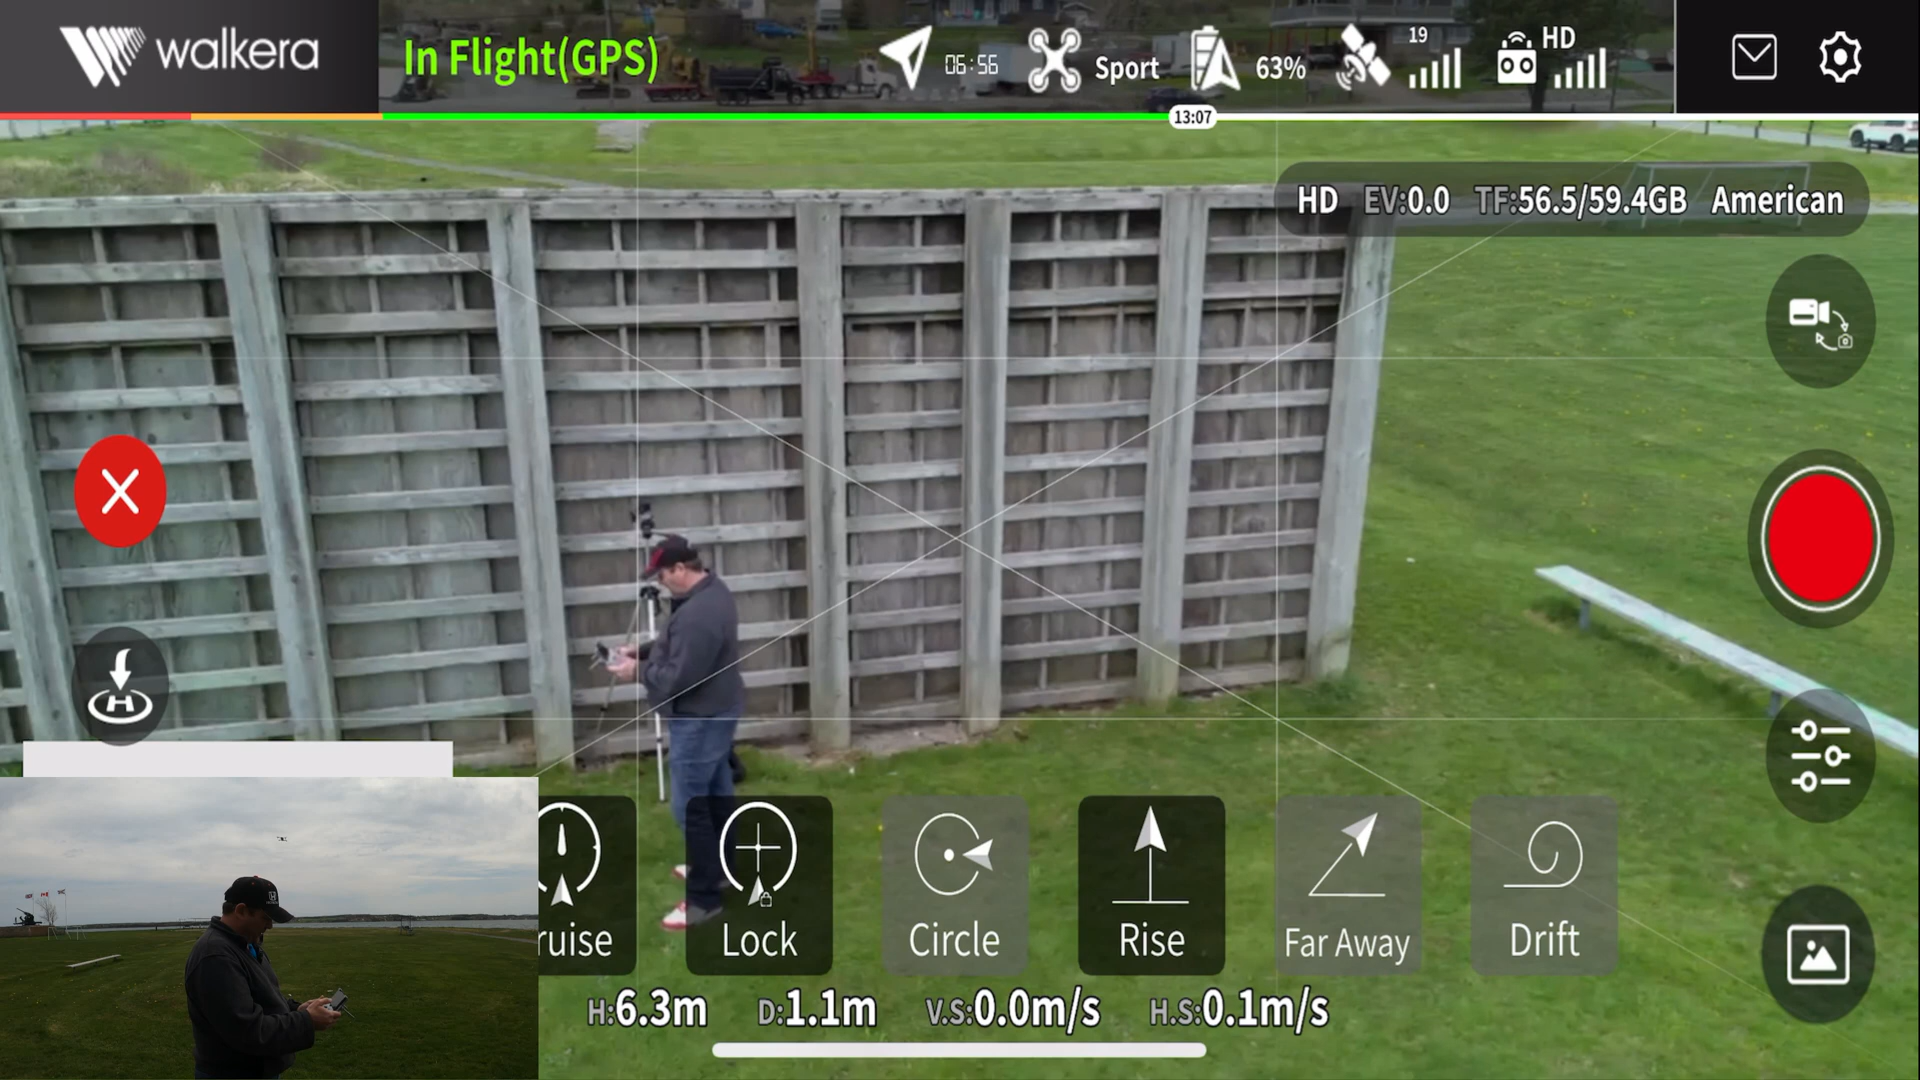 walkera
In Flight(GPS)
06:56
Sport
63%
19
HD
13:07
HD EV:0.0 TF:56.5/59.4GB American
ruise
Lock
Circle
Rise
Far Away
Drift
H:6.3m D:1.1m V.S:0.0m/s H.S:0.1m/s